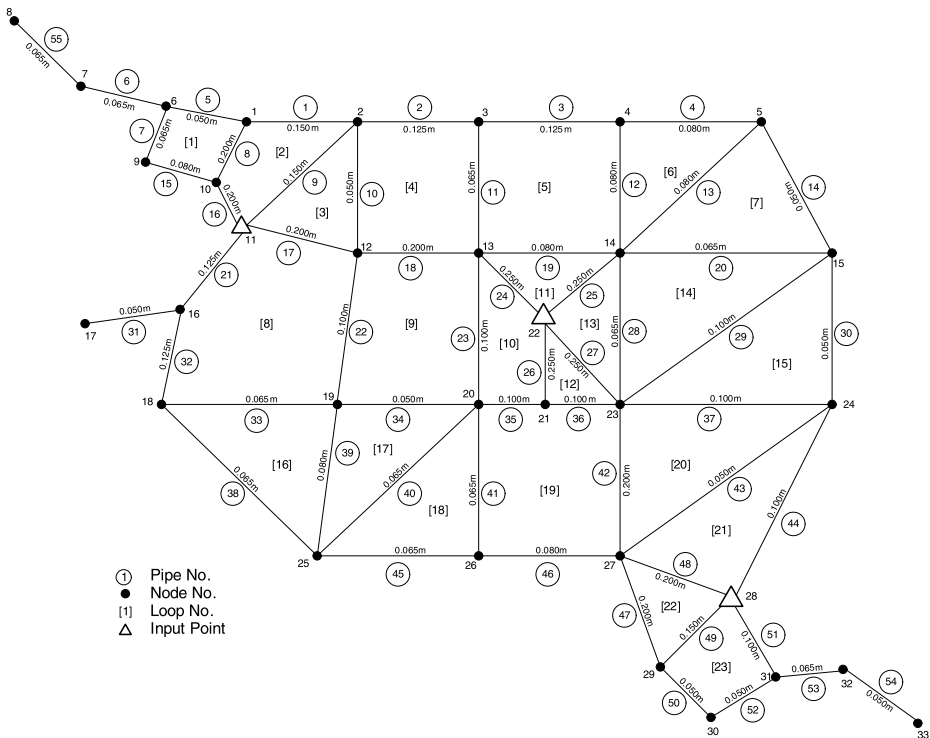 8
55
0.065m
7
6
0.065m
6
5
0.050m
1
1
0.150m
2
2
0.125m
3
3
0.125m
4
4
0.080m
5
7
0.065m
[1]
0.200m
8
[2]
9
0.080m
15
10
0.150m
9
0.050m
10
[4]
0.065m
11
[5]
0.080m
12
[6]
0.080m
13
[7]
0.050m
14
0.200m
16
11
[3]
0.200m
17
12
0.200m
18
13
0.080m
19
14
0.065m
20
15
0.125m
21
16
0.050m
31
17
0.125m
32
[8]
0.100m
22
[9]
0.100m
23
0.250m
24
[11]
0.250m
25
22
[10]
0.250m
26
[13]
0.250m
27
[12]
0.065m
28
[14]
0.100m
29
[15]
0.050m
30
18
0.065m
33
19
0.050m
34
20
0.100m
35
21
0.100m
36
23
0.100m
37
24
0.065m
38
[16]
0.080m
39
[17]
0.065m
40
[18]
0.065m
41
[19]
0.200m
42
[20]
0.050m
43
[21]
0.100m
44
25
0.065m
45
26
0.080m
46
27
0.200m
48
28
0.200m
47
[22]
0.150m
49
0.100m
51
[23]
29
0.050m
50
30
0.050m
52
31
0.065m
53
32
0.050m
54
33
1 Pipe No.
Node No.
[1] Loop No.
Input Point